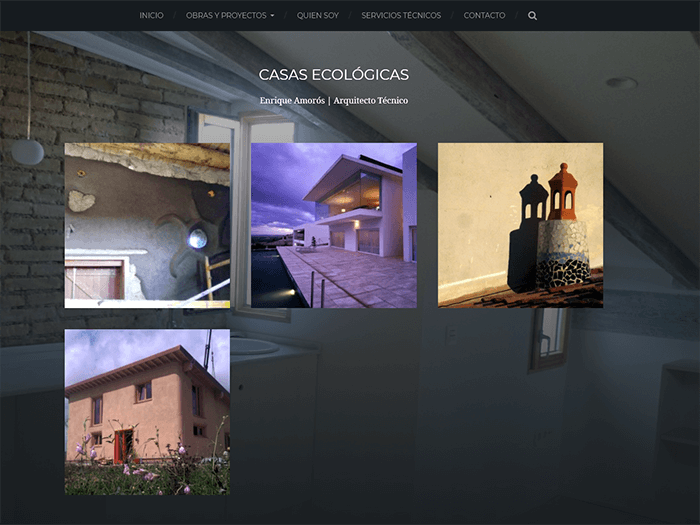 INICIO / OBRAS Y PROYECTOS / QUIEN SOY / SERVICIOS TÉCNICOS / CONTACTO /
CASAS ECOLÓGICAS
Enrique Amorós | Arquitecto Técnico